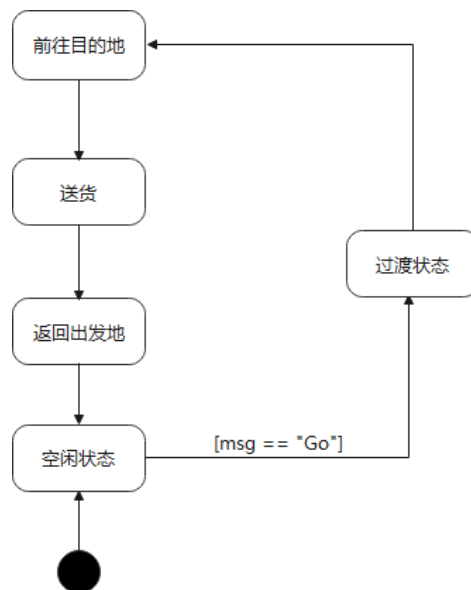 前往目的地
送货
过渡状态
返回出发地
[msg == "Go"]
空闲状态